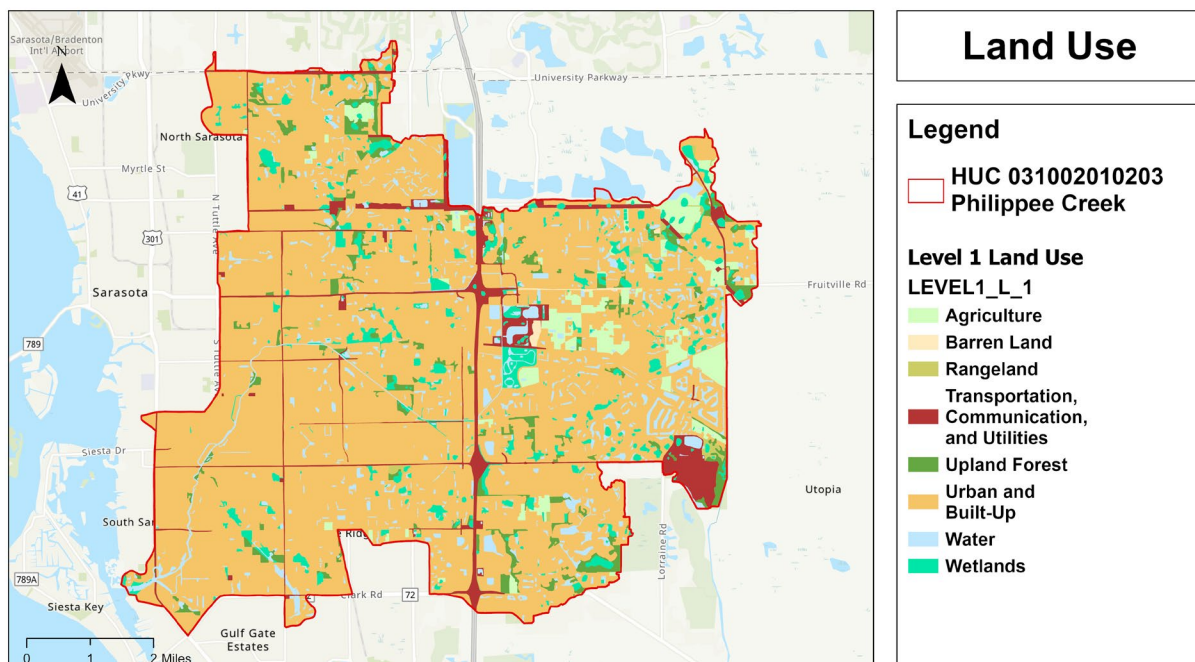 Sarasota/Bradenton
Int'l Airport
N
University Pkwy
University Parkway
North Sarasota
Myrtle St
41
N Tuttle Ave
301
Sarasota
Fruitville Rd
789
S Tuttle Av
Siesta Dr
South Sar
Utopia
Lorraine Rd
e Ridg
789A
Siesta Key
Clark Rd
72
Gulf Gate
Estates
0 1 2 Miles
Land Use
Legend
HUC 031002010203
Philippee Creek
Level 1 Land Use
LEVEL1_L_1
Agriculture
Barren Land
Rangeland
Transportation,
Communication,
and Utilities
Upland Forest
Urban and
Built-Up
Water
Wetlands